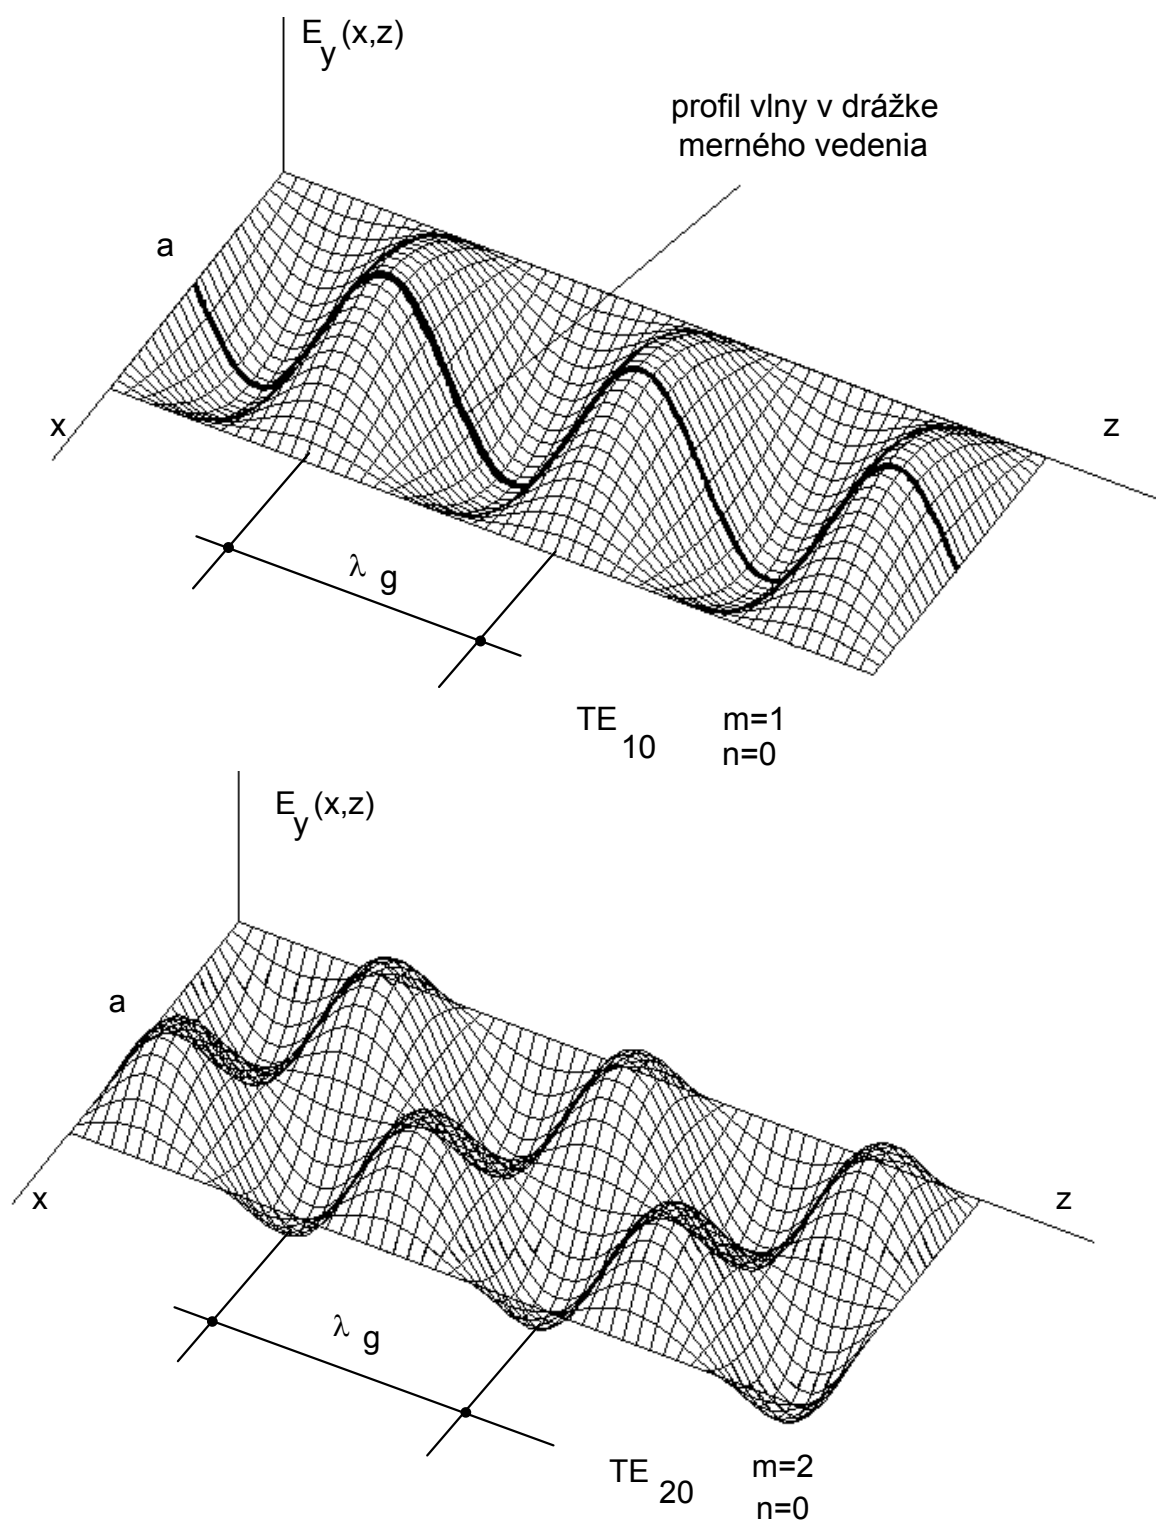 E y (x,z)
profil vlny v drážke
merného vedenia
a
x
z
λ g
TE 10 m=1
n=0
E y (x,z)
a
x
z
λ g
TE 20 m=2
n=0